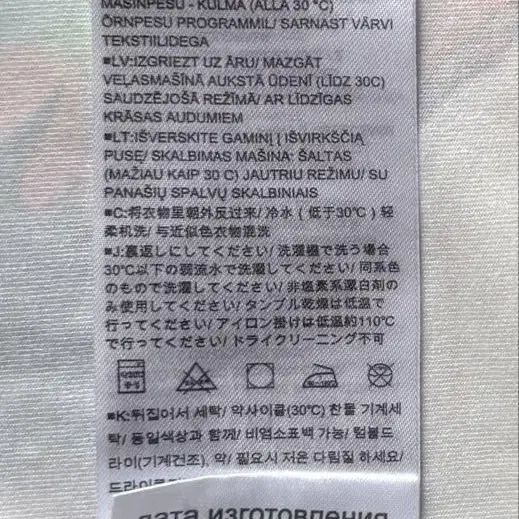 MASINPESU - KÜLMA (ALLA 30 °C)
ÕRNPESU PROGRAMMIL/ SARNAST VÄRVI
TEKSTIILIDEGA
■LV:IZGRIEZT UZ ĀRU/ MAZGĀT
VEĻASMAŠĪNĀ AUKSTĀ ŪDENĪ (LĪDZ 30C)
SAUDZĒJOŠĀ REŽĪMĀ/ AR LĪDZĪGAS
KRĀSAS AUDUMIEM
■LT:IŠVERSKITE GAMINĮ Į IŠVIRKŠČIĄ
PUSĘ/ SKALBIMAS MAŠINA: ŠALTAS
(MAŽIAU KAIP 30 C) JAUTRIU REŽIMU/ SU
PANAŠIŲ SPALVŲ SKALBINIAIS
■C:将衣物里朝外反过来/ 冷水（低于30℃）轻
柔机洗/ 与近似色衣物混洗
■J:裏返しにしてください/ 洗濯機で洗う場合
30℃以下の弱流水で洗濯してください/ 同系色
のもので洗濯してください/ 非塩素系漂白剤の
み使用してください/ タンブル乾燥は低温で
行ってください/ アイロン掛けは低温約110℃
で行ってください/ ドライクリーニング不可
■K:뒤집어서 세탁/ 약사이클(30℃) 찬물 기계세
탁/ 동일색상과 함께/ 비염소표백 가능/ 텀블드
라이(기계건조), 약/ 필요시 저온 다림질 하세요/
дата изготовления